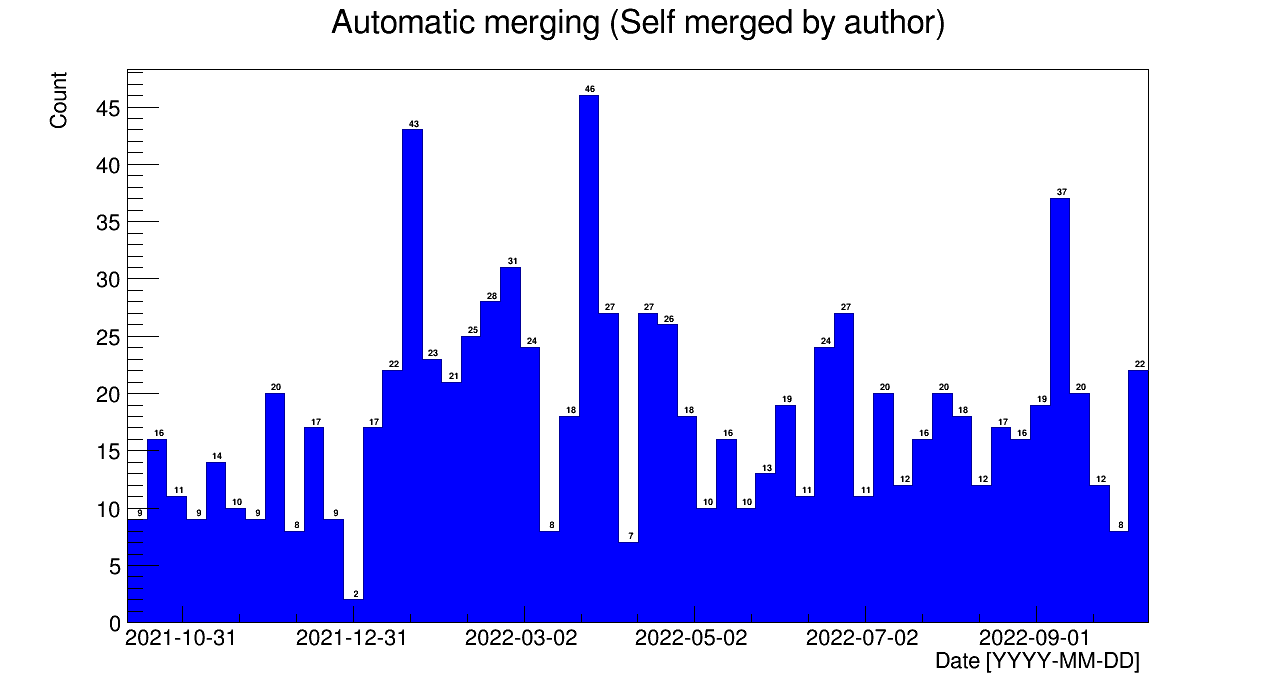 Automatic merging (Self merged by author)
Count
45
40
35
30
25
20
15
10
5
0
9 16 11 9 14 10 9 20 8 17 9 2 17 22 43 23 21 25 28 31 24 8 18 46 27 7 27 26 18 10 16 10 13 19 11 24 27 11 20 12 16 20 18 12 17 16 19 37 20 12 8 22
2021-10-31 2021-12-31 2022-03-02 2022-05-02 2022-07-02 2022-09-01
Date [YYYY-MM-DD]